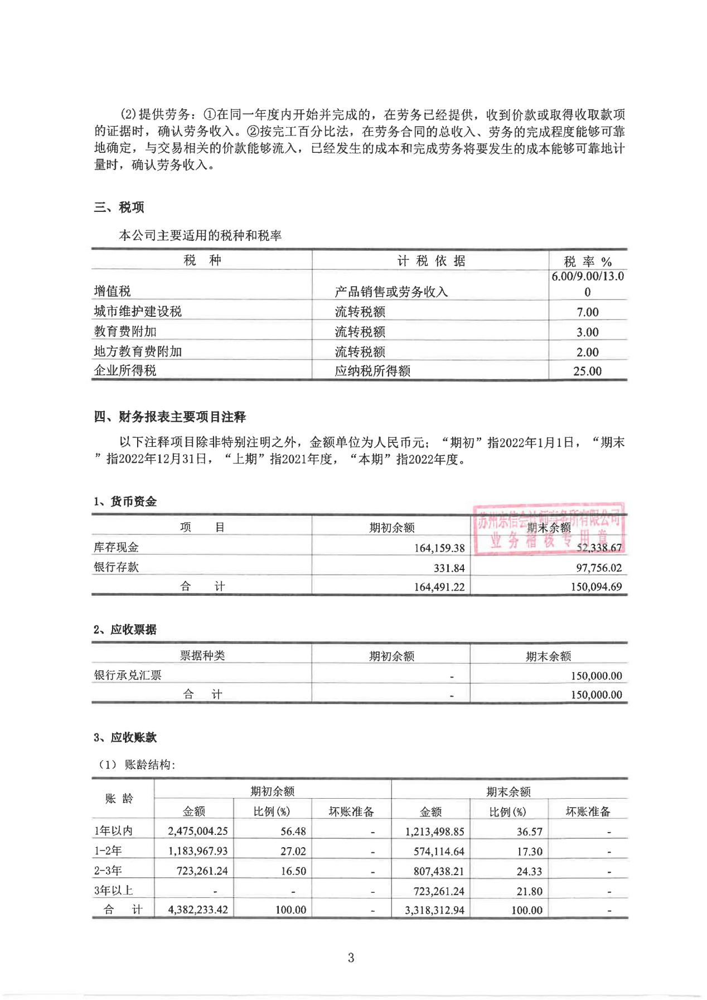 (2)提供劳务：①在同一年度内开始并完成的，在劳务已经提供，收到价款或取得收取款项
的证据时，确认劳务收入。②按完工百分比法，在劳务合同的总收入、劳务的完成程度能够可靠
地确定，与交易相关的价款能够流入，已经发生的成本和完成劳务将要发生的成本能够可靠地计
量时，确认劳务收入。
三、税项
本公司主要适用的税种和税率
税 种 计 税 依 据 税 率 %
增值税 产品销售或劳务收入 6.00/9.00/13.0
0
城市维护建设税 流转税额 7.00
教育费附加 流转税额 3.00
地方教育费附加 流转税额 2.00
企业所得税 应纳税所得额 25.00
四、财务报表主要项目注释
以下注释项目除非特别注明之外，金额单位为人民币元；“期初”指2022年1月1日，“期末
”指2022年12月31日，“上期”指2021年度，“本期”指2022年度。
1、货币资金
苏州东信会计师事务所有限公司
业务稽核专用章
项 目 期初余额 期末余额
库存现金 164,159.38 52,338.67
银行存款 331.84 97,756.02
合 计 164,491.22 150,094.69
2、应收票据
票据种类 期初余额 期末余额
银行承兑汇票 - 150,000.00
合 计 - 150,000.00
3、应收账款
（1） 账龄结构：
账 龄 期初余额 期末余额
金额 比例(%) 坏账准备 金额 比例(%) 坏账准备
1年以内 2,475,004.25 56.48 - 1,213,498.85 36.57 -
1-2年 1,183,967.93 27.02 - 574,114.64 17.30 -
2-3年 723,261.24 16.50 - 807,438.21 24.33 -
3年以上 - - - 723,261.24 21.80 -
合 计 4,382,233.42 100.00 - 3,318,312.94 100.00 -
3